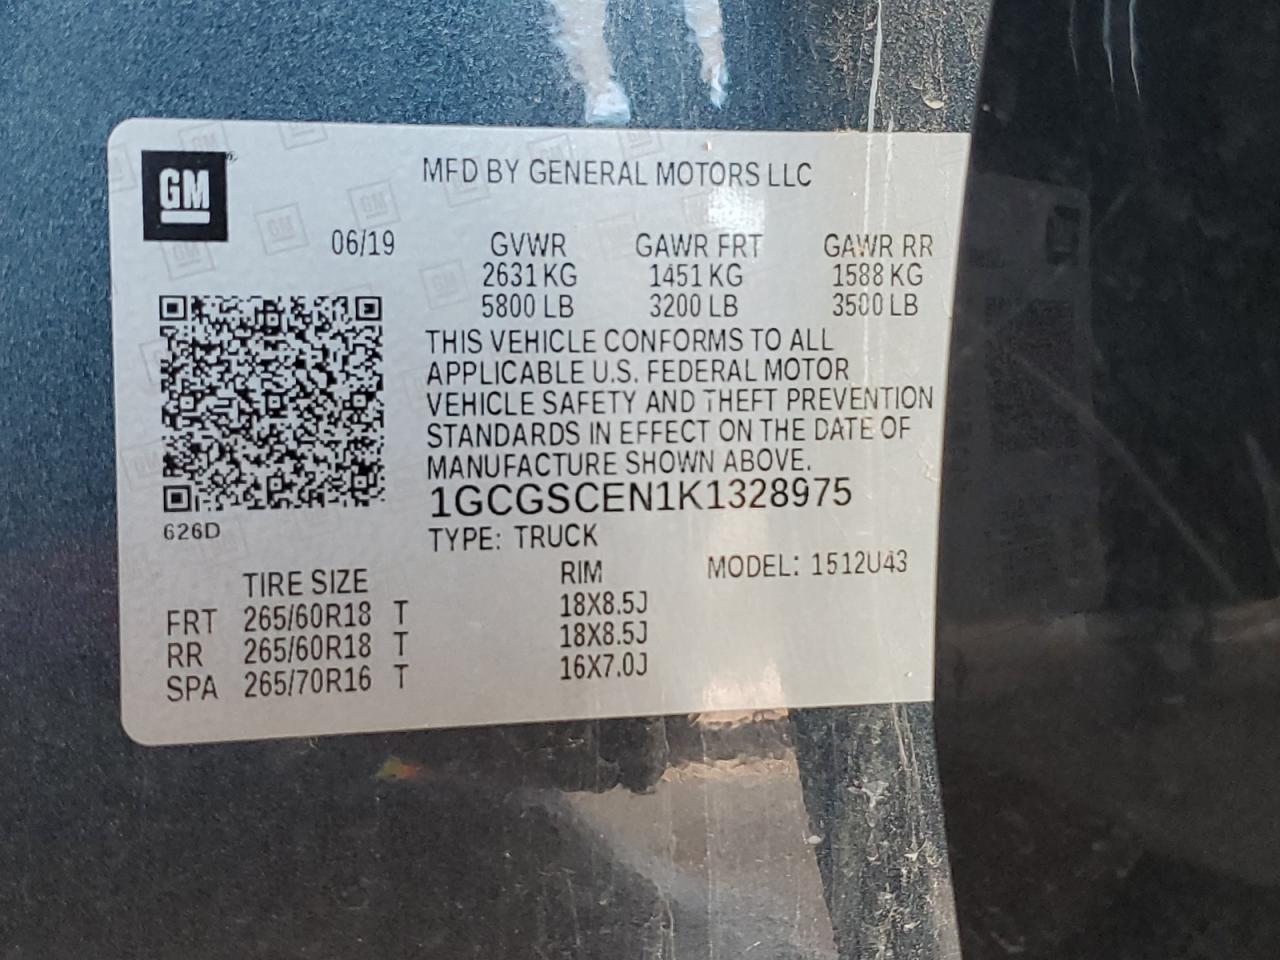 GM
MFD BY GENERAL MOTORS LLC
06/19 GVWR GAWR FRT GAWR RR
2631 KG 1451 KG 1588 KG
5800 LB 3200 LB 3500 LB
THIS VEHICLE CONFORMS TO ALL
APPLICABLE U.S. FEDERAL MOTOR
VEHICLE SAFETY AND THEFT PREVENTION
STANDARDS IN EFFECT ON THE DATE OF
MANUFACTURE SHOWN ABOVE.
1GCGSCEN1K1328975
626D
TYPE: TRUCK
TIRE SIZE RIM MODEL: 1512U43
FRT 265/60R18 T 18X8.5J
RR 265/60R18 T 18X8.5J
SPA 265/70R16 T 16X7.0J